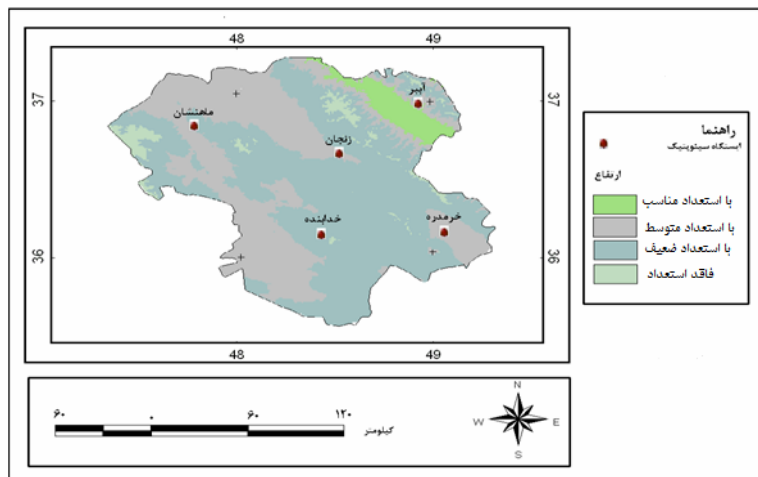 48 49
آببر
37 37
ماهنشان
زنجان
خدابنده
خرمدره
36 36
48 49
راهنما
ایستگاه سینوپتیک
ارتفاع
با استعداد مناسب
با استعداد متوسط
با استعداد ضعیف
فاقد استعداد
۶۰ ۰ ۶۰ ۱۲۰
کیلومتر
N
W E
S